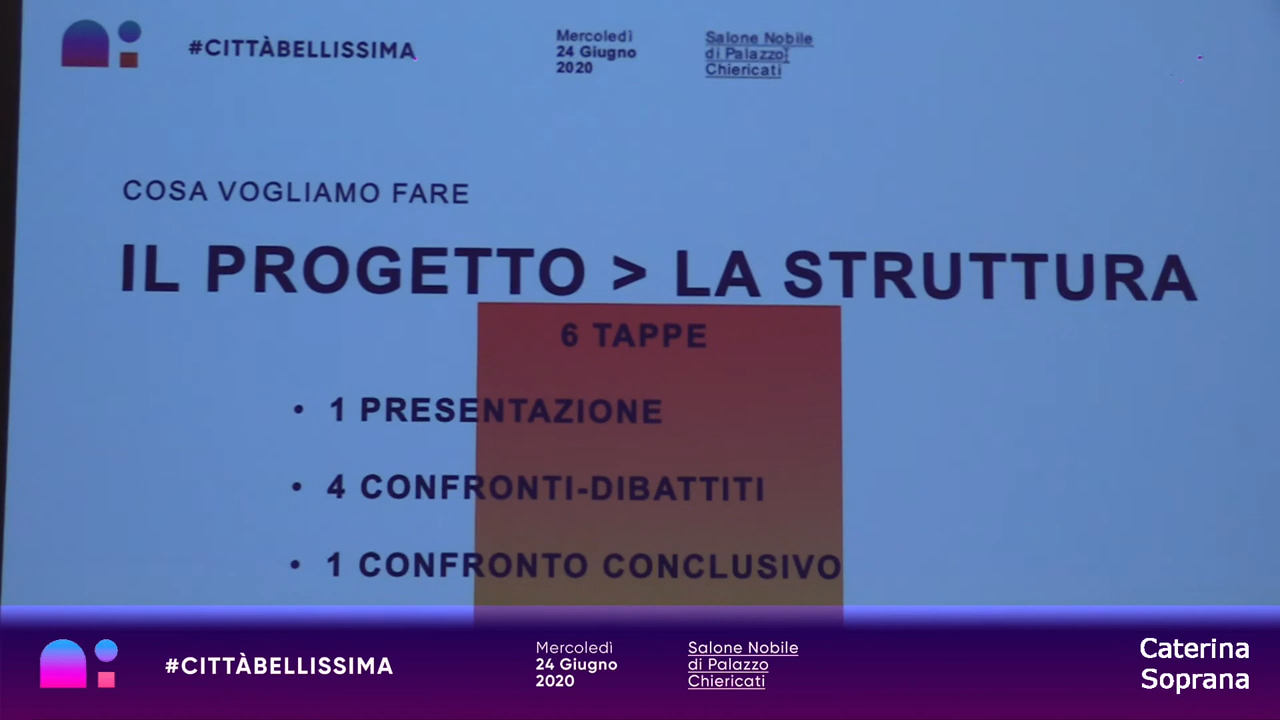 #CITTÀBELLISSIMA
Mercoledì
24 Giugno
2020
Salone Nobile
di Palazzo
Chiericati
COSA VOGLIAMO FARE
IL PROGETTO > LA STRUTTURA
6 TAPPE
• 1 PRESENTAZIONE
• 4 CONFRONTI-DIBATTITI
• 1 CONFRONTO CONCLUSIVO
#CITTÀBELLISSIMA
Mercoledì
24 Giugno
2020
Salone Nobile
di Palazzo
Chiericati
Caterina
Soprana